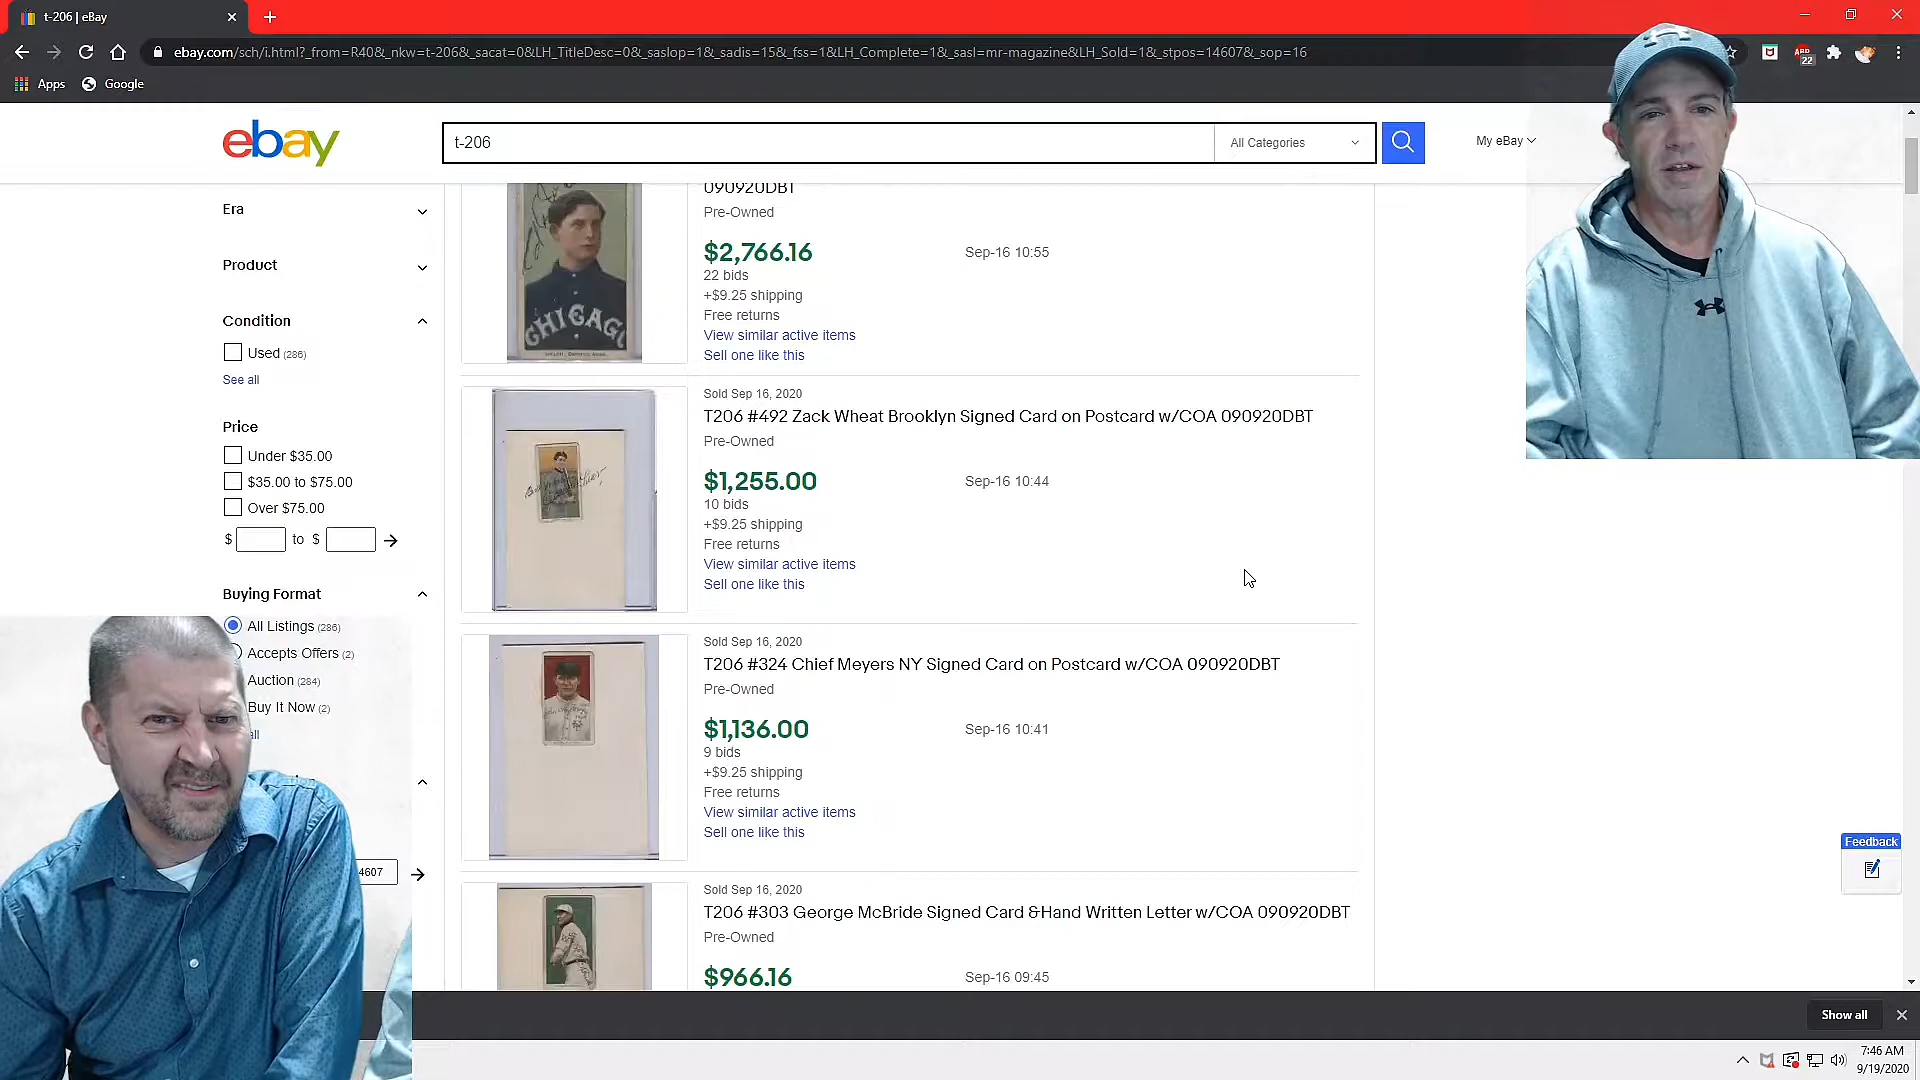 t-206 | eBay
ebay.com/sch/i.html?_from=R40&_nkw=t-206&_sacat=0&LH_TitleDesc=0&_saslop=1&_sadis=15&_fss=1&LH_Complete=1&_sasl=mr-magazine&LH_Sold=1&_stpos=14607&_sop=16
22
Apps
Google
ebay
t-206
All Categories
My eBay
Era
Product
Condition
Used (286)
See all
Price
Under $35.00
$35.00 to $75.00
Over $75.00
$ to $
Buying Format
All Listings (286)
Accepts Offers (2)
Auction (284)
Buy It Now (2)
4607
090920DBT
Pre-Owned
$2,766.16
Sep-16 10:55
22 bids
+$9.25 shipping
Free returns
View similar active items
Sell one like this
CHICAG
Sold Sep 16, 2020
T206 #492 Zack Wheat Brooklyn Signed Card on Postcard w/COA 090920DBT
Pre-Owned
$1,255.00
Sep-16 10:44
10 bids
+$9.25 shipping
Free returns
View similar active items
Sell one like this
Sold Sep 16, 2020
T206 #324 Chief Meyers NY Signed Card on Postcard w/COA 090920DBT
Pre-Owned
$1,136.00
Sep-16 10:41
9 bids
+$9.25 shipping
Free returns
View similar active items
Sell one like this
Sold Sep 16, 2020
T206 #303 George McBride Signed Card &Hand Written Letter w/COA 090920DBT
Pre-Owned
$966.16
Sep-16 09:45
Feedback
Show all
7:46 AM
9/19/2020